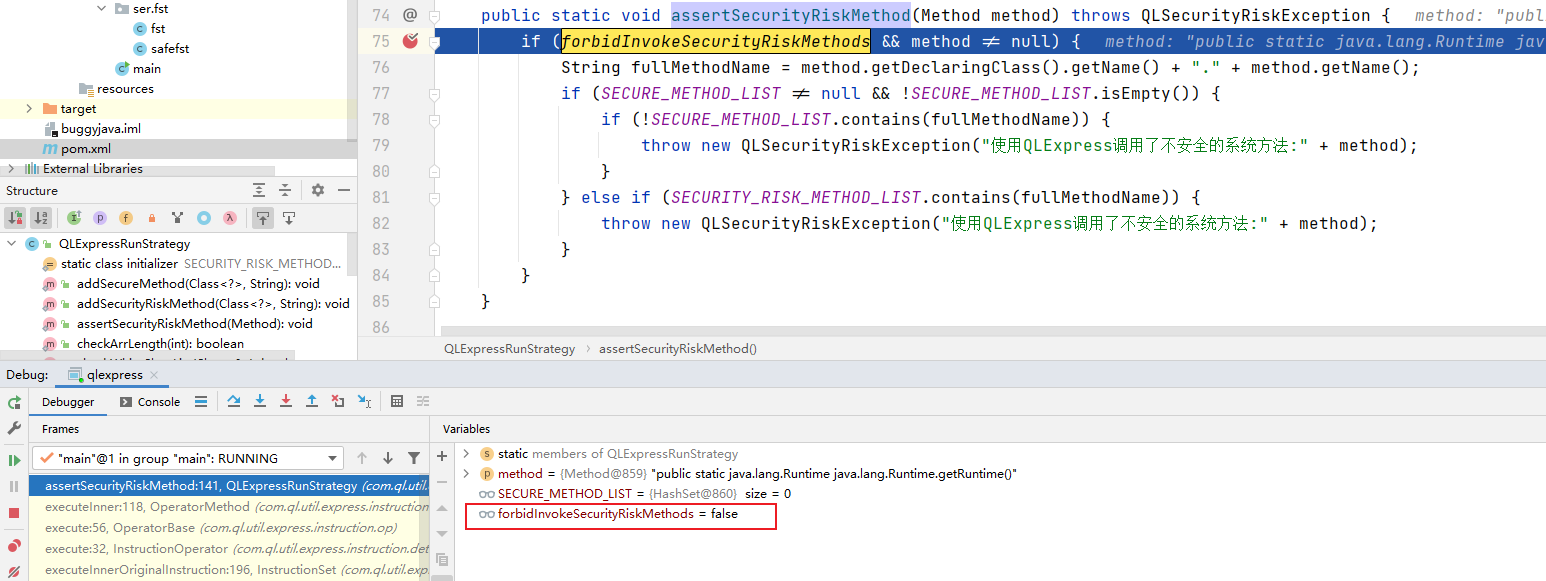 ser.fst
fst
safefst
main
resources
target
buggyjava.iml
pom.xml
External Libraries
Structure
QLExpressRunStrategy
static class initializer SECURITY_RISK_METHOD...
addSecureMethod(Class<?>, String): void
addSecurityRiskMethod(Class<?>, String): void
assertSecurityRiskMethod(Method): void
checkArrLength(int): boolean
74 @ public static void assertSecurityRiskMethod(Method method) throws QLSecurityRiskException { method: "publ
75 if (forbidInvokeSecurityRiskMethods && method ≠ null) { method: "public static java.lang.Runtime jav
76 String fullMethodName = method.getDeclaringClass().getName() + "." + method.getName();
77 if (SECURE_METHOD_LIST ≠ null && !SECURE_METHOD_LIST.isEmpty()) {
78 if (!SECURE_METHOD_LIST.contains(fullMethodName)) {
79 throw new QLSecurityRiskException("使用QLExpress调用了不安全的系统方法:" + method);
80 }
81 } else if (SECURITY_RISK_METHOD_LIST.contains(fullMethodName)) {
82 throw new QLSecurityRiskException("使用QLExpress调用了不安全的系统方法:" + method);
83 }
84 }
85 }
86
QLExpressRunStrategy › assertSecurityRiskMethod()
Debug: qlexpress
Debugger Console
Frames
"main"@1 in group "main": RUNNING
assertSecurityRiskMethod:141, QLExpressRunStrategy (com.ql.util.express
executeInner:118, OperatorMethod (com.ql.util.express.instruction
execute:56, OperatorBase (com.ql.util.express.instruction.op)
execute:32, InstructionOperator (com.ql.util.express.instruction.det
executeInnerOriginalInstruction:196, InstructionSet (com.ql.util.exp
Variables
static members of QLExpressRunStrategy
method = {Method@859} "public static java.lang.Runtime java.lang.Runtime.getRuntime()"
SECURE_METHOD_LIST = {HashSet@860} size = 0
forbidInvokeSecurityRiskMethods = false